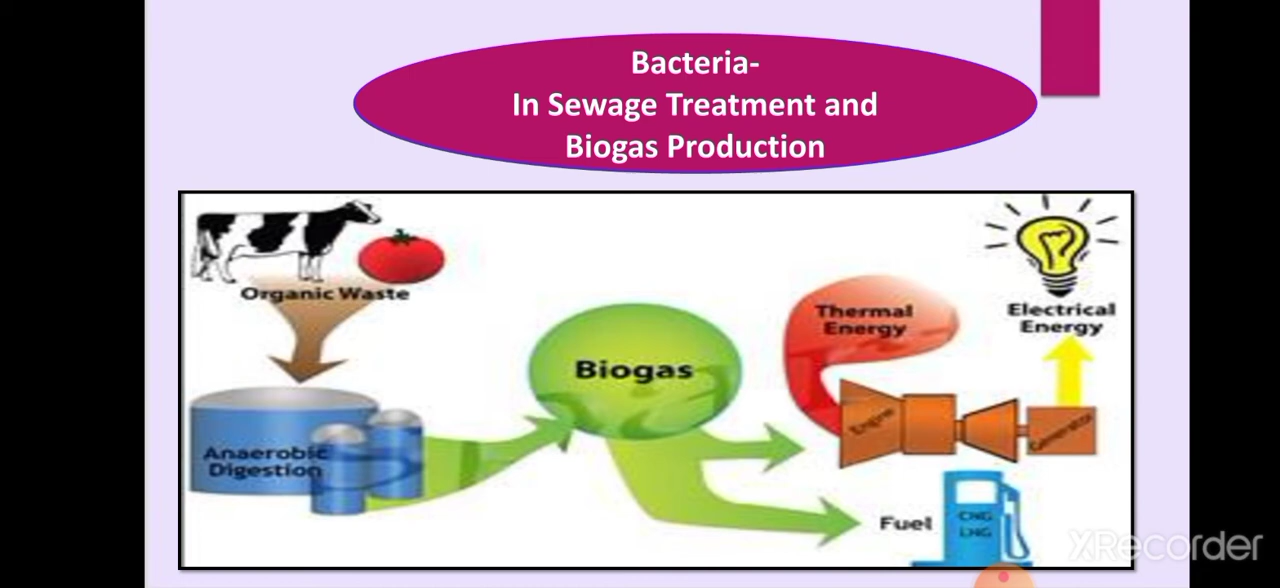 Bacteria-
In Sewage Treatment and
Biogas Production
Organic Waste
Anaerobic
Digestion
Biogas
Thermal
Energy
Electrical
Energy
Engine
Generator
Fuel
CNG
LNG
XRecorder